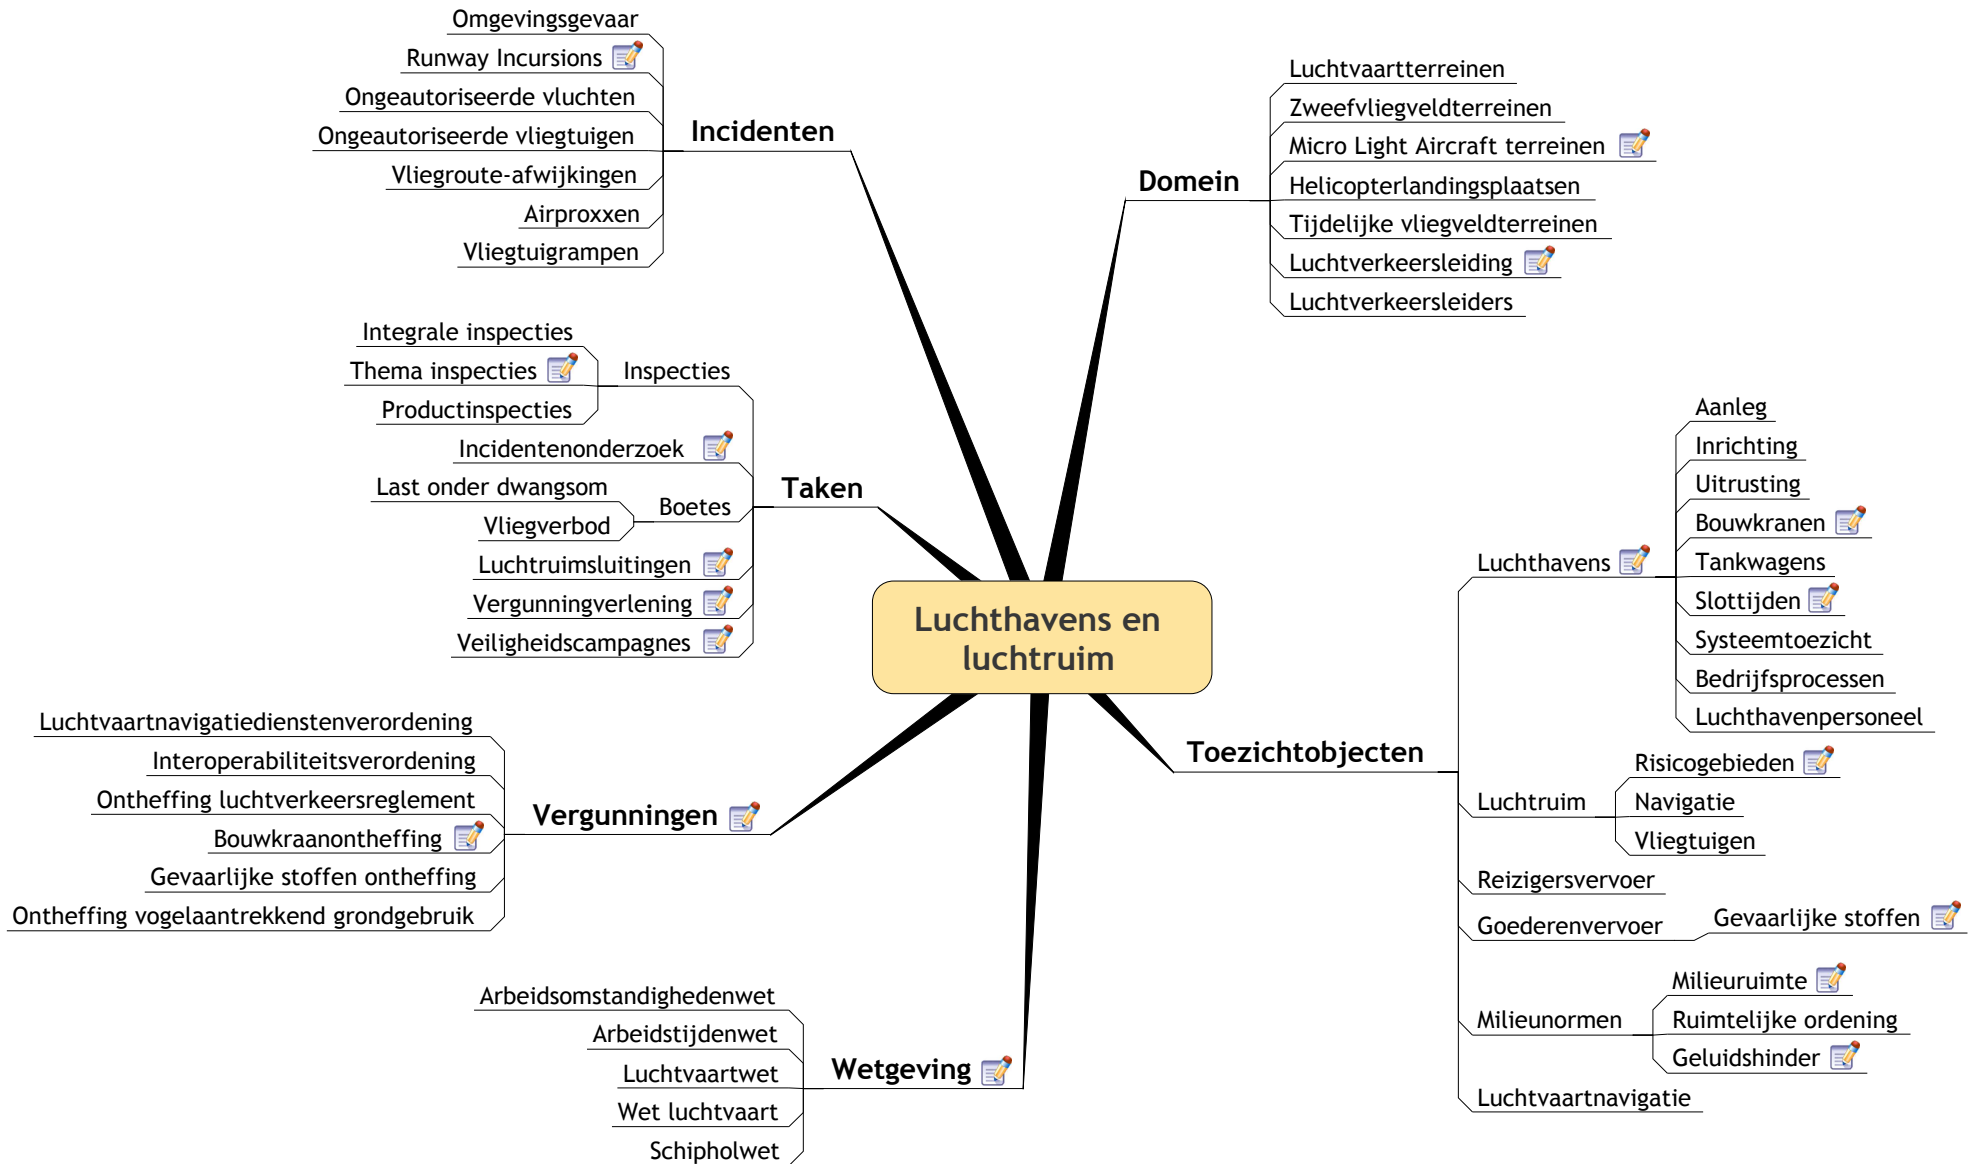 Luchthavens en
luchtruim
Incidenten
Omgevingsgevaar
Runway Incursions
Ongeautoriseerde vluchten
Ongeautoriseerde vliegtuigen
Vliegroute-afwijkingen
Airproxxen
Vliegtuigrampen
Taken
Inspecties
Integrale inspecties
Thema inspecties
Productinspecties
Incidentenonderzoek
Boetes
Last onder dwangsom
Vliegverbod
Luchtruimsluitingen
Vergunningverlening
Veiligheidscampagnes
Vergunningen
Luchtvaartnavigatiedienstenverordening
Interoperabiliteitsverordening
Ontheffing luchtverkeersreglement
Bouwkraanontheffing
Gevaarlijke stoffen ontheffing
Ontheffing vogelaantrekkend grondgebruik
Wetgeving
Arbeidsomstandighedenwet
Arbeidstijdenwet
Luchtvaartwet
Wet luchtvaart
Schipholwet
Domein
Luchtvaartterreinen
Zweefvliegveldterreinen
Micro Light Aircraft terreinen
Helicopterlandingsplaatsen
Tijdelijke vliegveldterreinen
Luchtverkeersleiding
Luchtverkeersleiders
Toezichtobjecten
Luchthavens
Aanleg
Inrichting
Uitrusting
Bouwkranen
Tankwagens
Slottijden
Systeemtoezicht
Bedrijfsprocessen
Luchthavenpersoneel
Luchtruim
Risicogebieden
Navigatie
Vliegtuigen
Reizigersvervoer
Goederenvervoer
Gevaarlijke stoffen
Milieunormen
Milieuruimte
Ruimtelijke ordening
Geluidshinder
Luchtvaartnavigatie